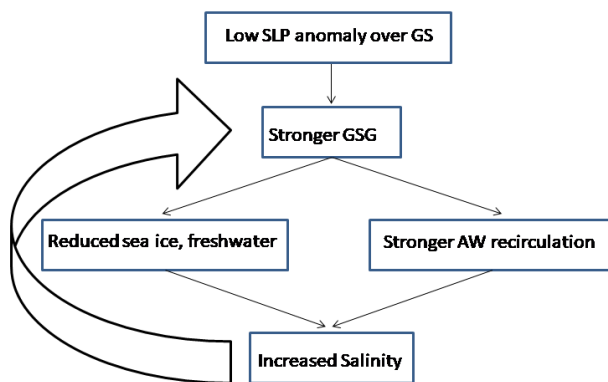 Low SLP anomaly over GS
Stronger GSG
Reduced sea ice, freshwater
Stronger AW recirculation
Increased Salinity